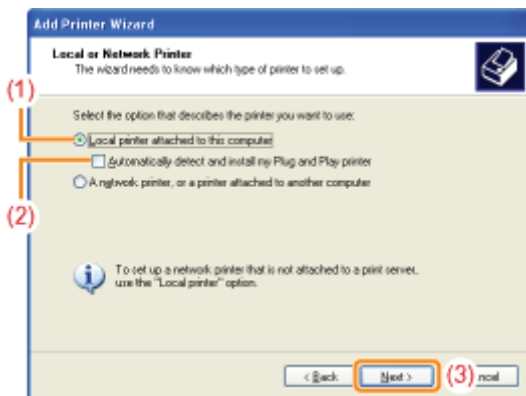 Add Printer Wizard
Local or Network Printer
The wizard needs to know which type of printer to set up.
(1)
Select the option that describes the printer you want to use:
Local printer attached to this computer
Automatically detect and install my Plug and Play printer
(2)
A network printer, or a printer attached to another computer
To set up a network printer that is not attached to a print server,
use the "Local printer" option.
< Back Next > (3) ncel